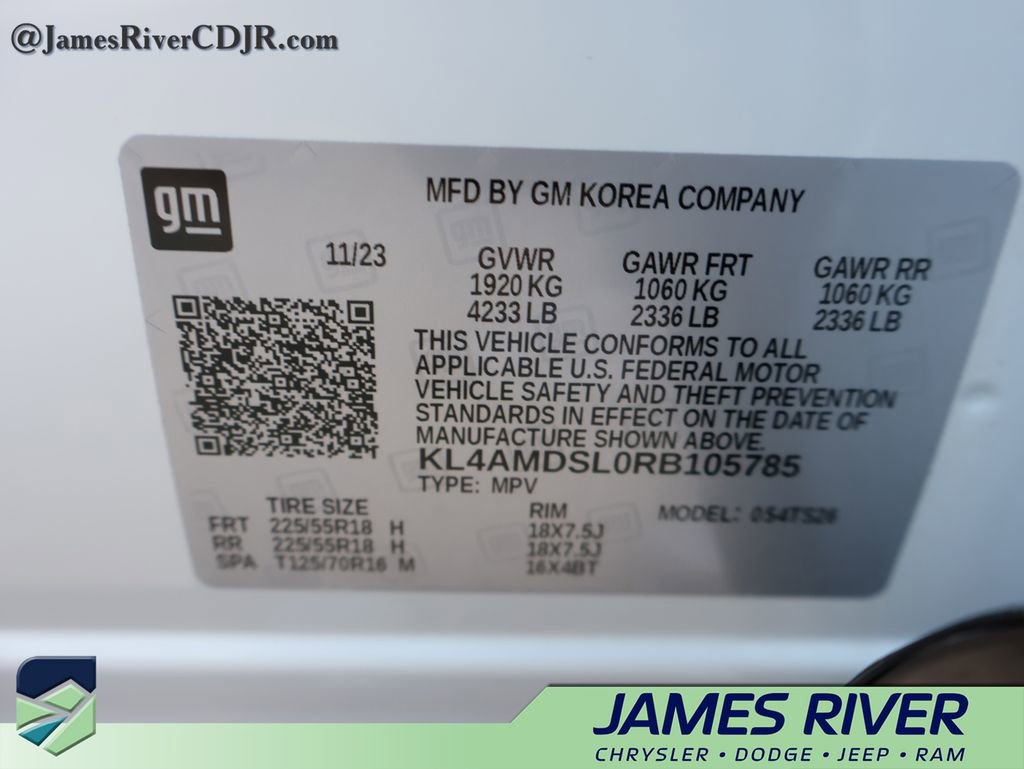 @JamesRiverCDJR.com
gm
MFD BY GM KOREA COMPANY
11/23
GVWR GAWR FRT GAWR RR
1920 KG 1060 KG 1060 KG
4233 LB 2336 LB 2336 LB
THIS VEHICLE CONFORMS TO ALL
APPLICABLE U.S. FEDERAL MOTOR
VEHICLE SAFETY AND THEFT PREVENTION
STANDARDS IN EFFECT ON THE DATE OF
MANUFACTURE SHOWN ABOVE.
KL4AMDSL0RB105785
TYPE: MPV
TIRE SIZE RIM MODEL: 0S4TS26
FRT 225/55R18 H 18X7.5J
RR 225/55R18 H 18X7.5J
SPA T125/70R16 M 16X4BT
JAMES RIVER
CHRYSLER • DODGE • JEEP • RAM